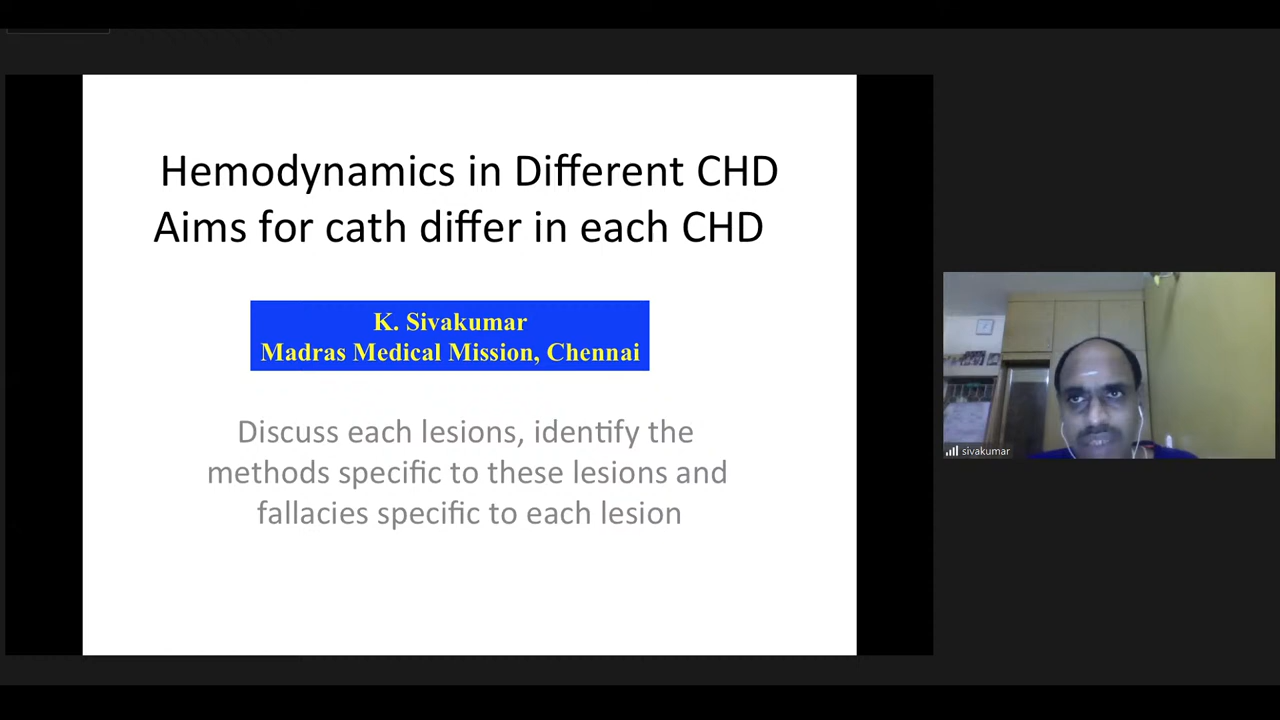 Hemodynamics in Different CHD
Aims for cath differ in each CHD
K. Sivakumar
Madras Medical Mission, Chennai
Discuss each lesions, identify the
methods specific to these lesions and
fallacies specific to each lesion
sivakumar